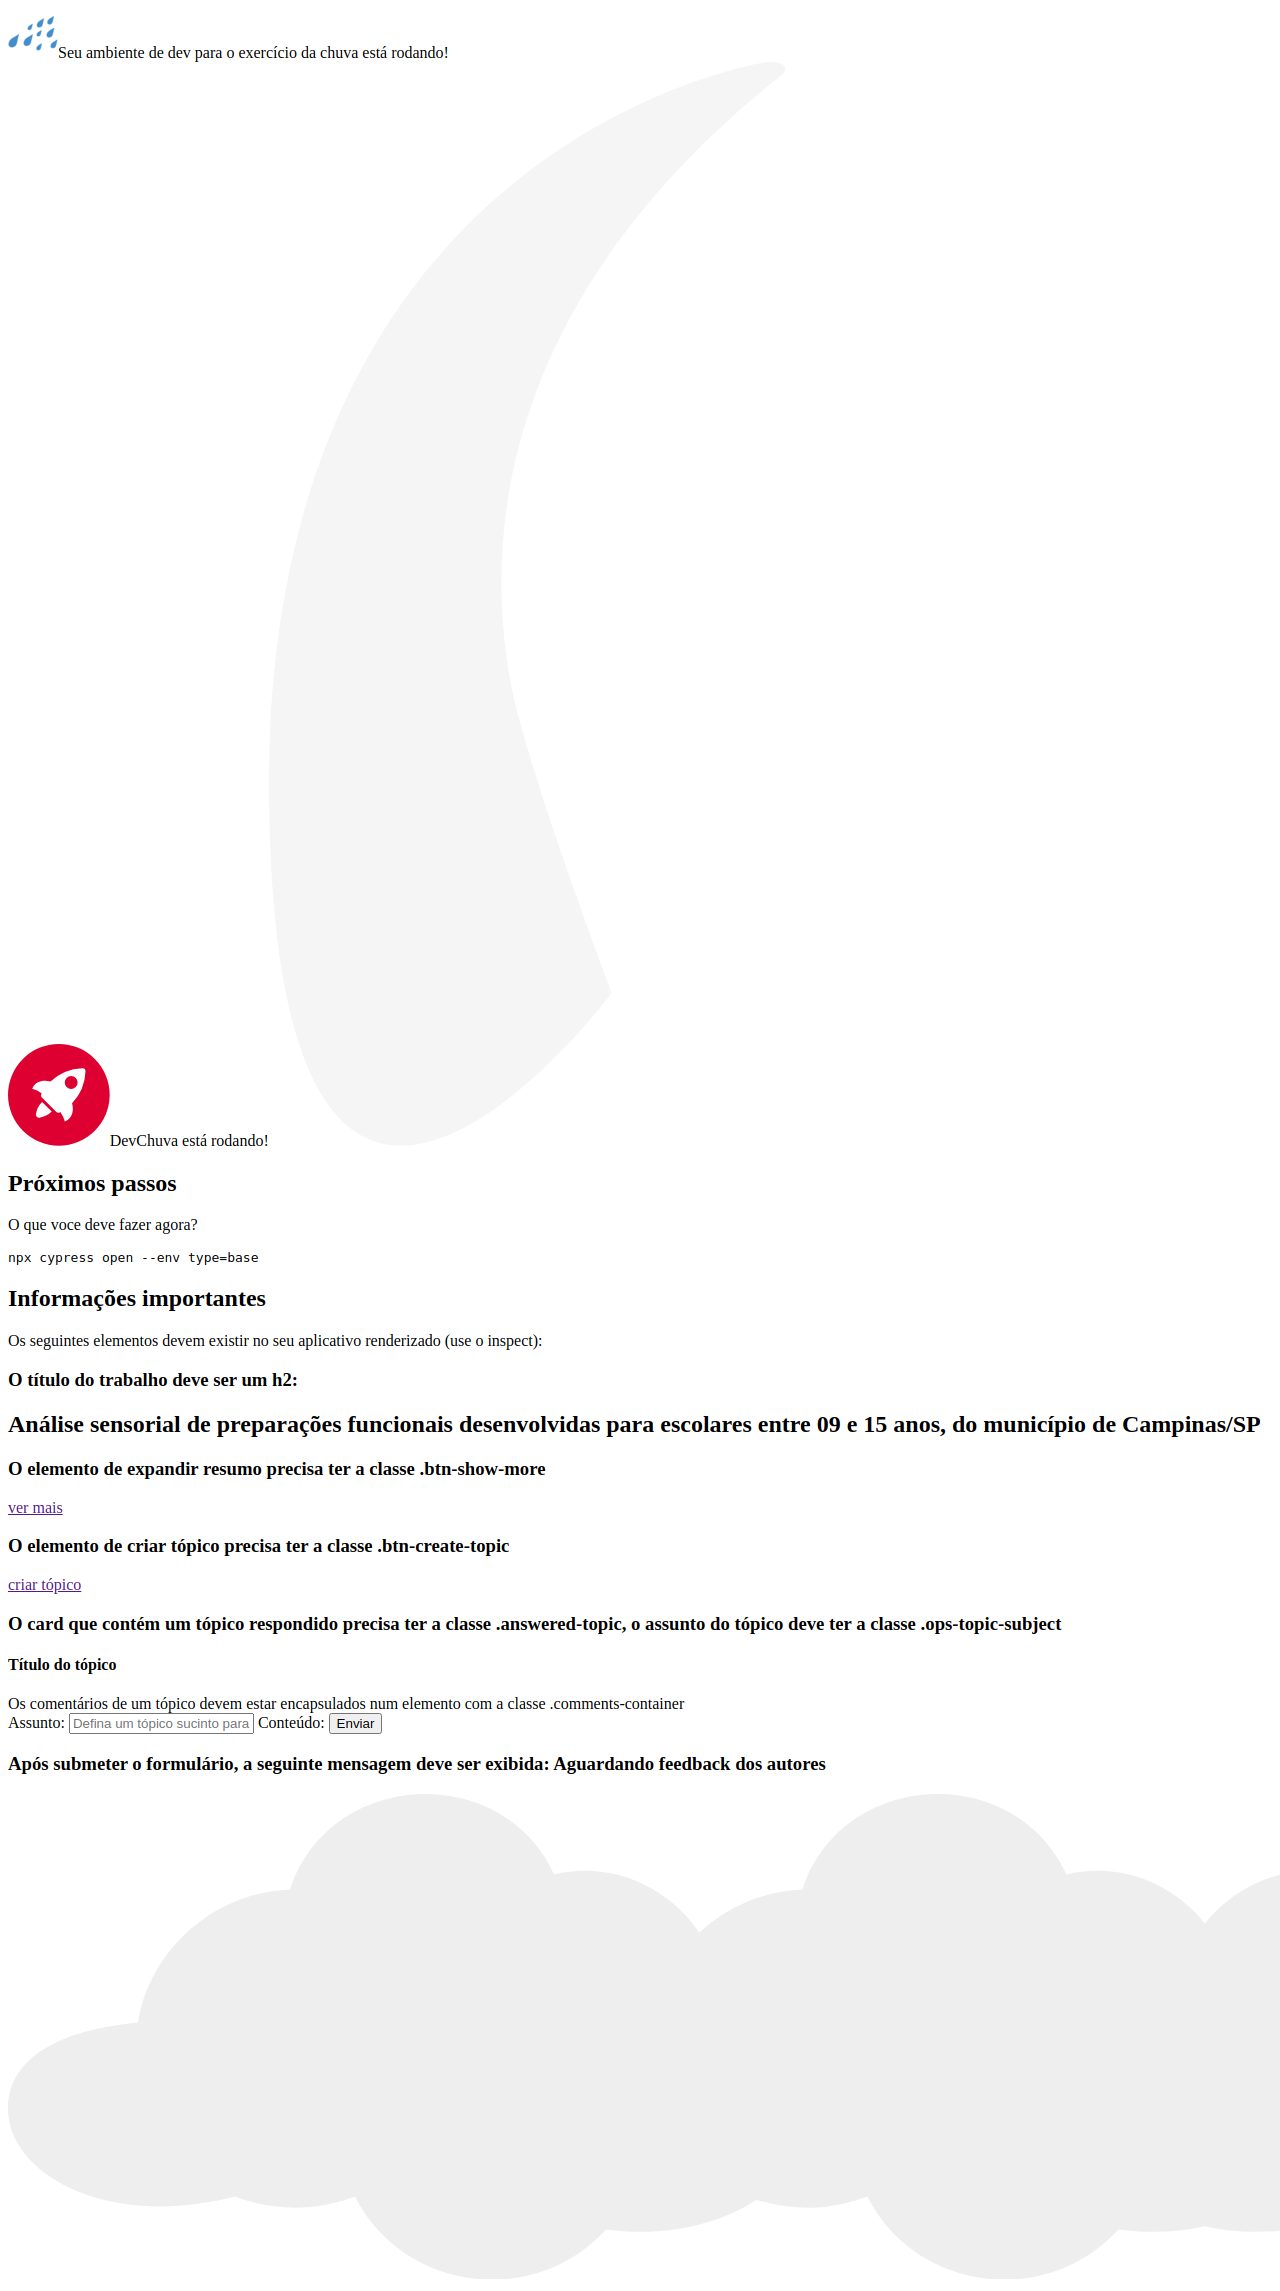 Seu ambiente de dev para o exercício da chuva está rodando!
DevChuva está rodando!
Próximos passos
O que voce deve fazer agora?
npx cypress open --env type=base
Informações importantes
Os seguintes elementos devem existir no seu aplicativo renderizado (use o inspect):
O título do trabalho deve ser um h2:
Análise sensorial de preparações funcionais desenvolvidas para escolares entre 09 e 15 anos, do município de Campinas/SP
O elemento de expandir resumo precisa ter a classe .btn-show-more
ver mais
O elemento de criar tópico precisa ter a classe .btn-create-topic
criar tópico
O card que contém um tópico respondido precisa ter a classe .answered-topic, o assunto do tópico deve ter a classe .ops-topic-subject
Título do tópico
Os comentários de um tópico devem estar encapsulados num elemento com a classe .comments-container
Assunto: Defina um tópico sucinto para Conteúdo: Enviar
Após submeter o formulário, a seguinte mensagem deve ser exibida: Aguardando feedback dos autores